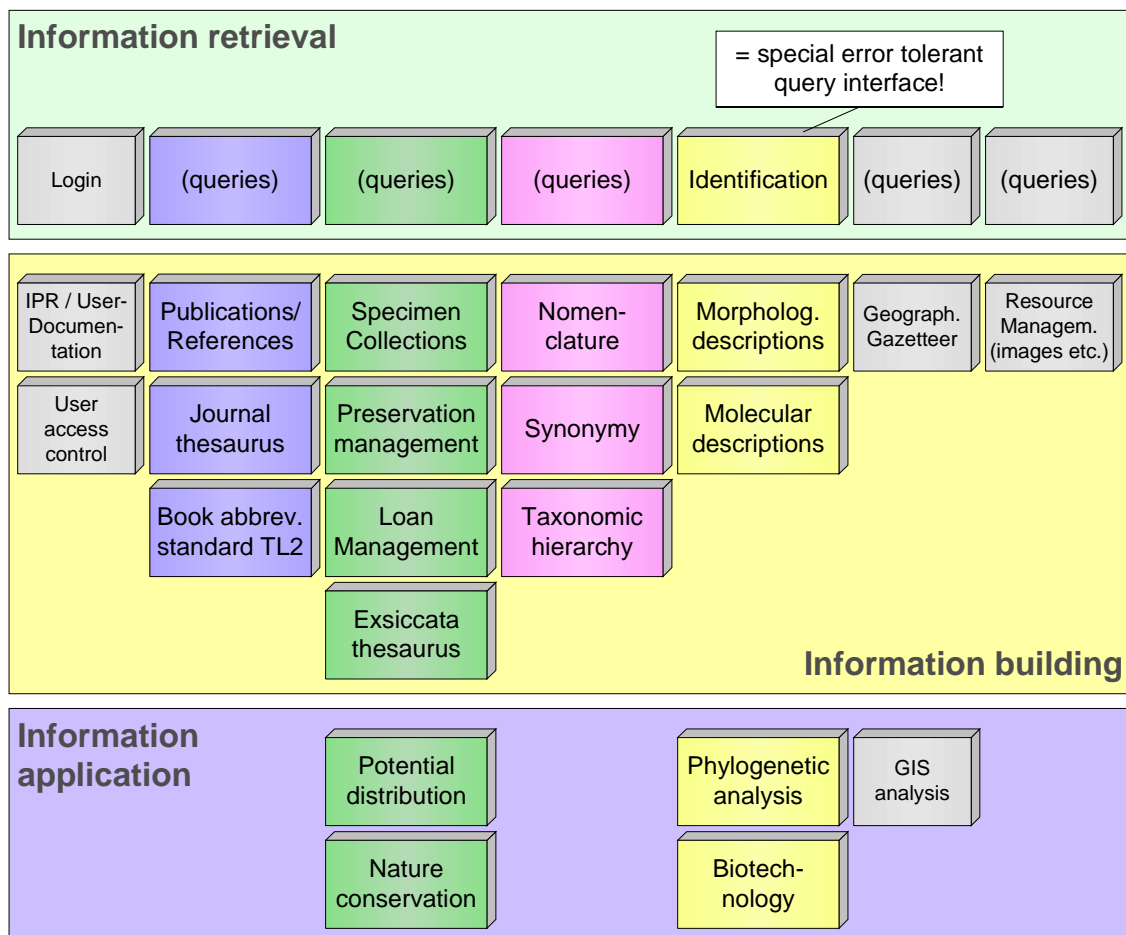 Information retrieval
= special error tolerant
query interface!
Login
(queries)
(queries)
(queries)
Identification
(queries)
(queries)
IPR / User-
Documen-
tation
Publications/
References
Specimen
Collections
Nomen-
clature
Morpholog.
descriptions
Geograph.
Gazetteer
Resource
Managem.
(images etc.)
User
access
control
Journal
thesaurus
Preservation
management
Synonymy
Molecular
descriptions
Book abbrev.
standard TL2
Loan
Management
Taxonomic
hierarchy
Exsiccata
thesaurus
Information building
Information
application
Potential
distribution
Phylogenetic
analysis
GIS
analysis
Nature
conservation
Biotech-
nology